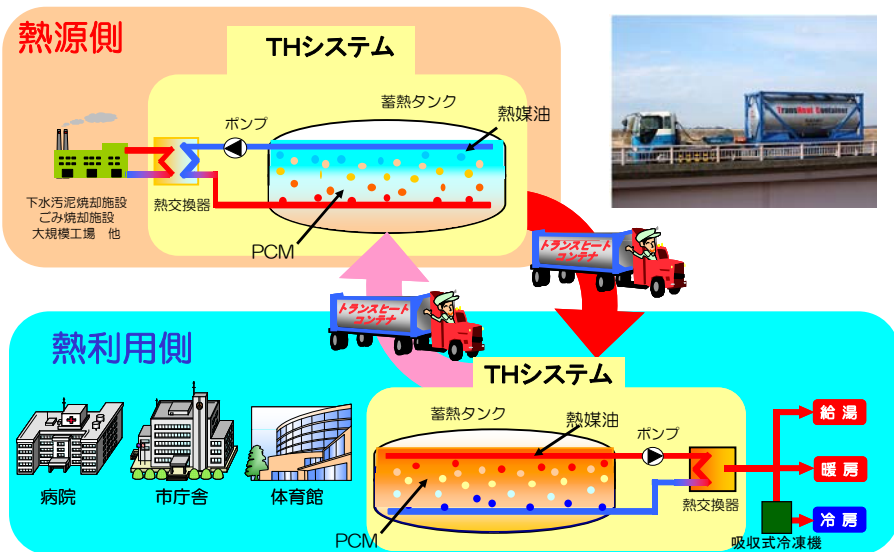 熱源側
THシステム
蓄熱タンク
ポンプ
熱媒油
TransHeat Container
下水汚泥焼却施設
ごみ焼却施設
大規模工場　他
熱交換器
PCM
トランスヒート
コンテナ
トランスヒート
コンテナ
熱利用側
THシステム
蓄熱タンク
熱媒油
ポンプ
給湯
暖房
冷房
熱交換器
吸収式冷凍機
PCM
病院
市庁舎
体育館